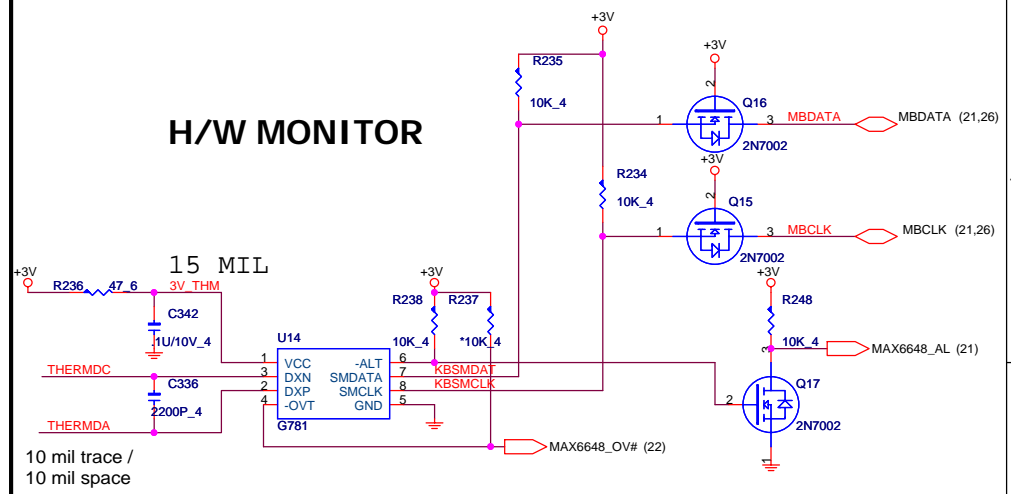 +3V
R235
10K_4
+3V
2
Q16
1
3
MBDATA
MBDATA (21,26)
2N7002
H/W MONITOR
+3V
R234
10K_4
2
Q15
1
3
MBCLK
MBCLK (21,26)
2N7002
+3V
R236
47_6
15 MIL
3V_THM
C342
.1U/10V_4
+3V
R238
R237
10K_4
*10K_4
+3V
R248
10K_4
MAX6648_AL (21)
U14
1
VCC
-ALT
6
THERMDC
3
DXN
SMDATA
7
KBSMDAT
2
DXP
SMCLK
8
KBSMCLK
4
-OVT
GND
5
G781
C336
2200P_4
THERMDA
3
Q17
2
2N7002
1
MAX6648_OV# (22)
10 mil trace /
10 mil space